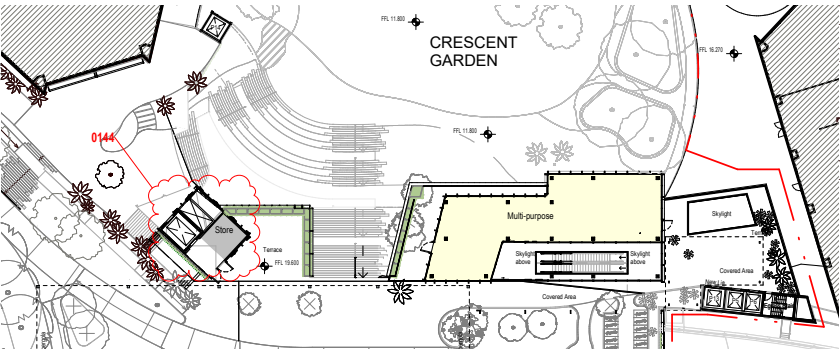 FFL 11.800
CRESCENT
GARDEN
FFL 16.270
FFL 11.800
0144
Multi-purpose
Skylight
Store
Terrace
FFL 19.600
Skylight
above
Skylight
above
Covered Area
Covered Area